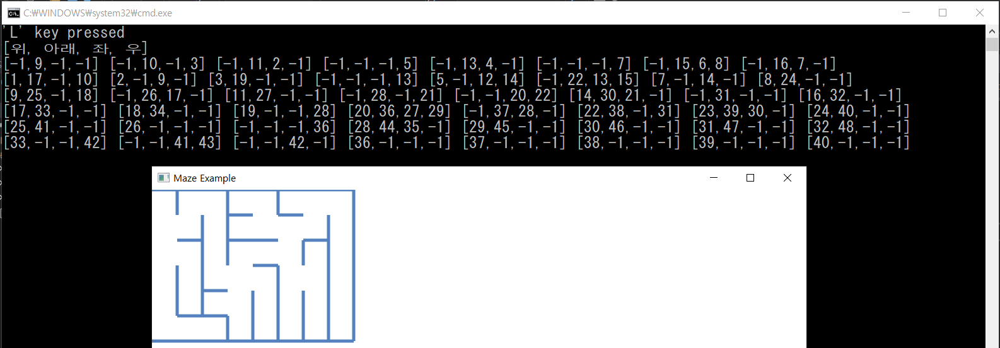 C:₩WINDOWS₩system32₩cmd.exe
'L' key pressed
[위, 아래, 좌, 우]
[-1,9,-1,-1] [-1,10,-1,3] [-1,11,2,-1] [-1,-1,-1,5] [-1,13,4,-1] [-1,-1,-1,7] [-1,15,6,8] [-1,16,7,-1]
[1,17,-1,10] [2,-1,9,-1] [3,19,-1,-1] [-1,-1,-1,13] [5,-1,12,14] [-1,22,13,15] [7,-1,14,-1] [8,24,-1,-1]
[9,25,-1,18] [-1,26,17,-1] [11,27,-1,-1] [-1,28,-1,21] [-1,-1,20,22] [14,30,21,-1] [-1,31,-1,-1] [16,32,-1,-1]
[17,33,-1,-1] [18,34,-1,-1] [19,-1,-1,28] [20,36,27,29] [-1,37,28,-1] [22,38,-1,31] [23,39,30,-1] [24,40,-1,-1]
[25,41,-1,-1] [26,-1,-1,-1] [-1,-1,-1,36] [28,44,35,-1] [29,45,-1,-1] [30,46,-1,-1] [31,47,-1,-1] [32,48,-1,-1]
[33,-1,-1,42] [-1,-1,41,43] [-1,-1,42,-1] [36,-1,-1,-1] [37,-1,-1,-1] [38,-1,-1,-1] [39,-1,-1,-1] [40,-1,-1,-1]
Maze Example